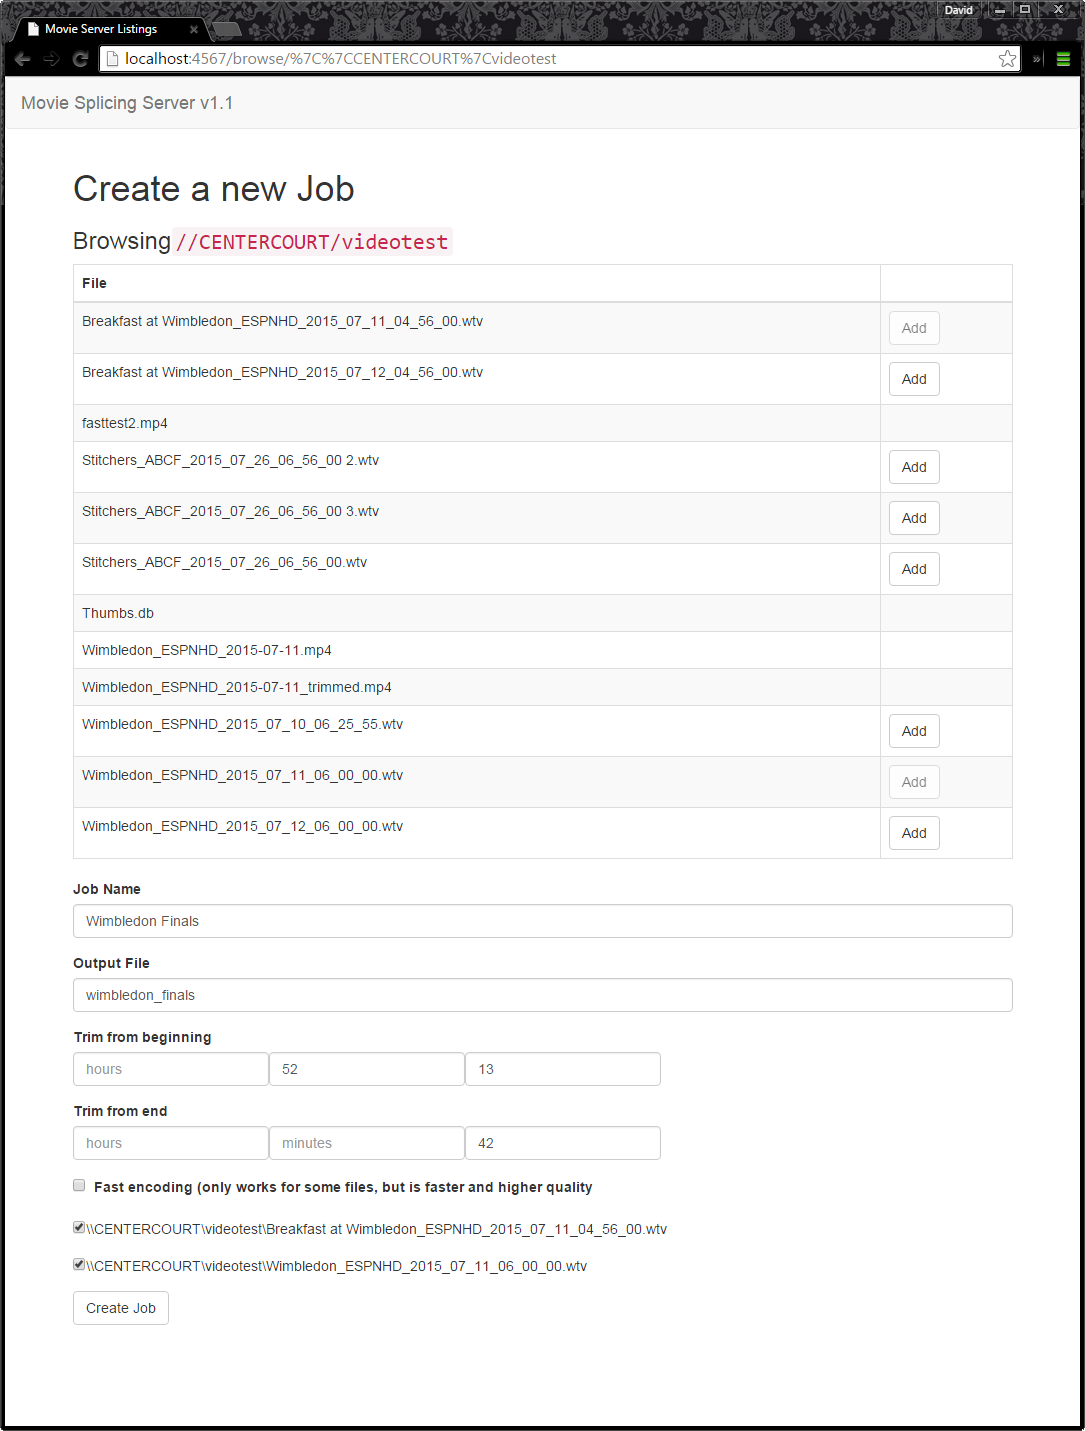 David
Movie Server Listings
localhost:4567/browse/%7C%7CCENTERCOURT%7Cvideotest
Movie Splicing Server v1.1
Create a new Job
Browsing //CENTERCOURT/videotest
File
Breakfast at Wimbledon_ESPNHD_2015_07_11_04_56_00.wtv Add
Breakfast at Wimbledon_ESPNHD_2015_07_12_04_56_00.wtv Add
fasttest2.mp4
Stitchers_ABCF_2015_07_26_06_56_00 2.wtv Add
Stitchers_ABCF_2015_07_26_06_56_00 3.wtv Add
Stitchers_ABCF_2015_07_26_06_56_00.wtv Add
Thumbs.db
Wimbledon_ESPNHD_2015-07-11.mp4
Wimbledon_ESPNHD_2015-07-11_trimmed.mp4
Wimbledon_ESPNHD_2015_07_10_06_25_55.wtv Add
Wimbledon_ESPNHD_2015_07_11_06_00_00.wtv Add
Wimbledon_ESPNHD_2015_07_12_06_00_00.wtv Add
Job Name
Wimbledon Finals
Output File
wimbledon_finals
Trim from beginning
hours 52 13
Trim from end
hours minutes 42
Fast encoding (only works for some files, but is faster and higher quality
\\CENTERCOURT\videotest\Breakfast at Wimbledon_ESPNHD_2015_07_11_04_56_00.wtv
\\CENTERCOURT\videotest\Wimbledon_ESPNHD_2015_07_11_06_00_00.wtv
Create Job